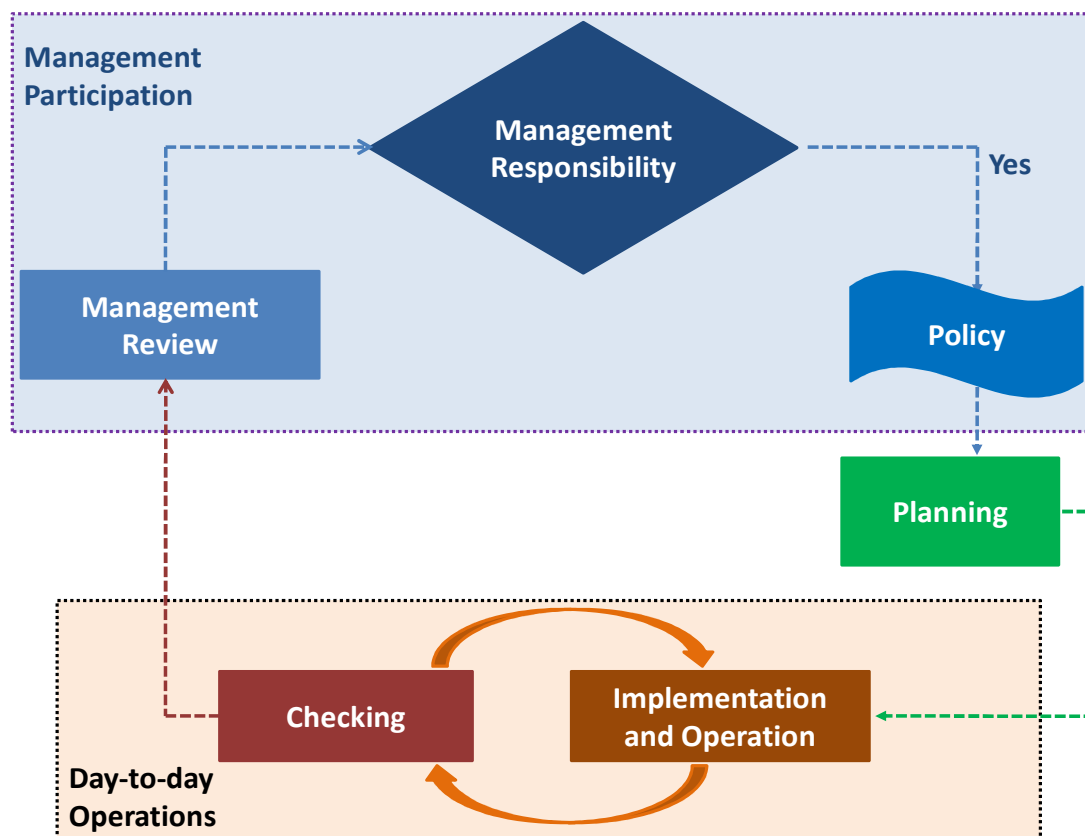 Management
Participation
Management
Responsibility
Yes
Management
Review
Policy
Planning
Checking
Implementation
and Operation
Day-to-day
Operations